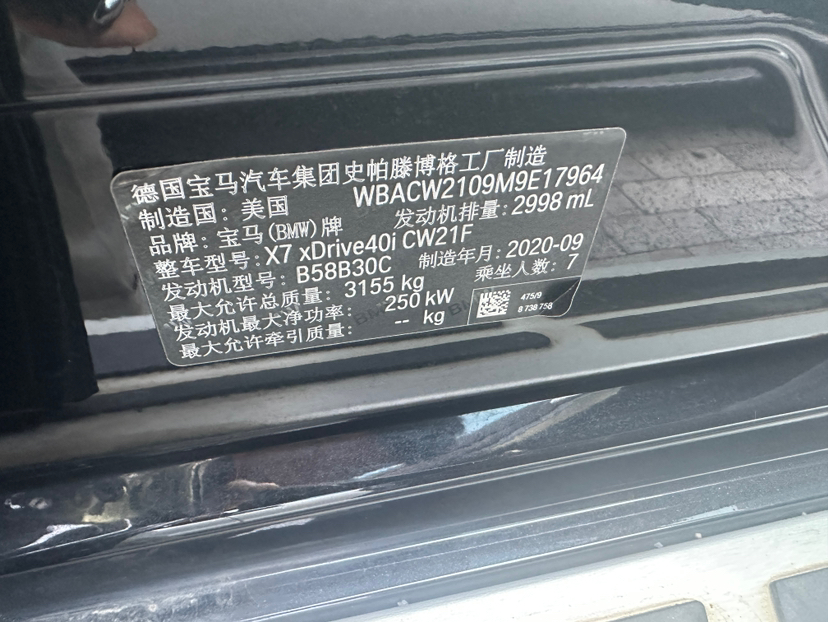 德国宝马汽车集团史帕滕博格工厂制造
制造国: 美国 WBACW2109M9E17964
品牌: 宝马(BMW)牌 发动机排量: 2998 mL
整车型号: X7 xDrive40i CW21F
发动机型号: B58B30C 制造年月: 2020-09
最大允许总质量: 3155 kg 乘坐人数: 7
发动机最大净功率: 250 kW
最大允许牵引质量: -- kg
475/9
8 738 758